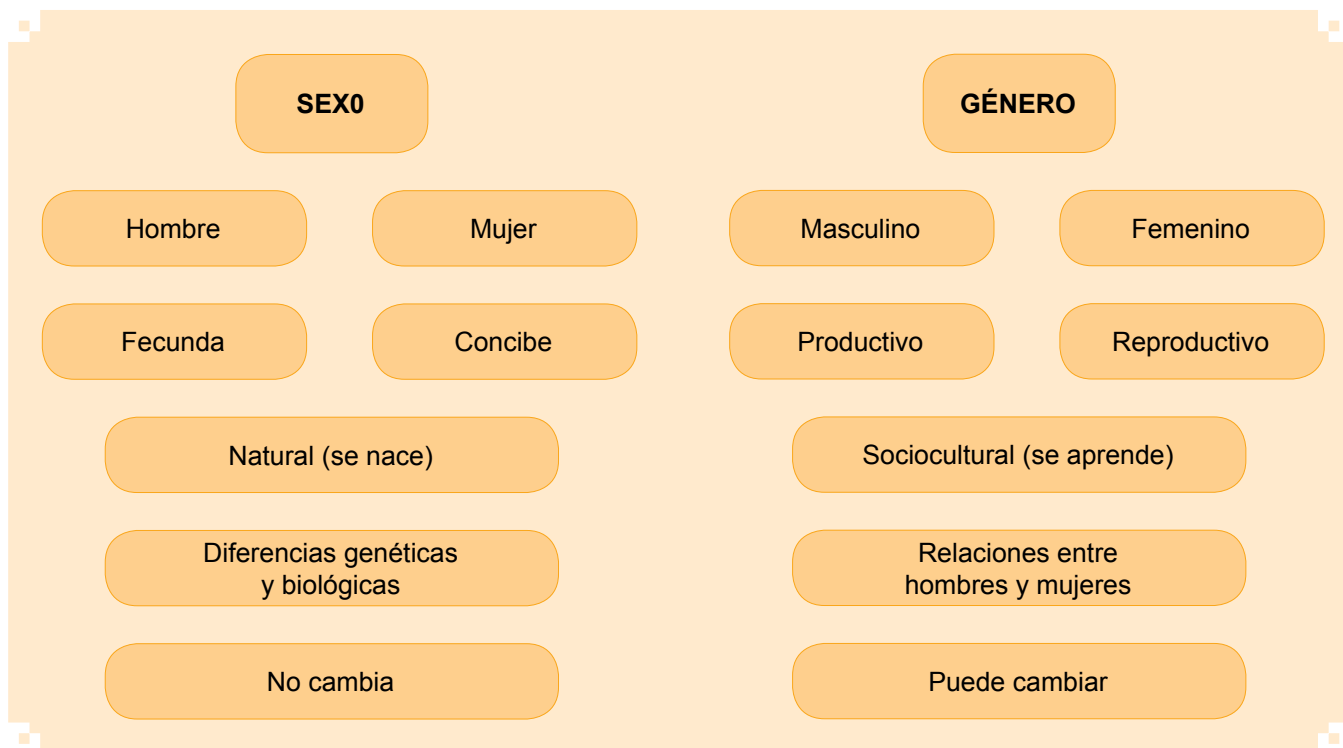 SEX0
GÉNERO
Hombre
Mujer
Masculino
Femenino
Fecunda
Concibe
Productivo
Reproductivo
Natural (se nace)
Sociocultural (se aprende)
Diferencias genéticas
y biológicas
Relaciones entre
hombres y mujeres
No cambia
Puede cambiar